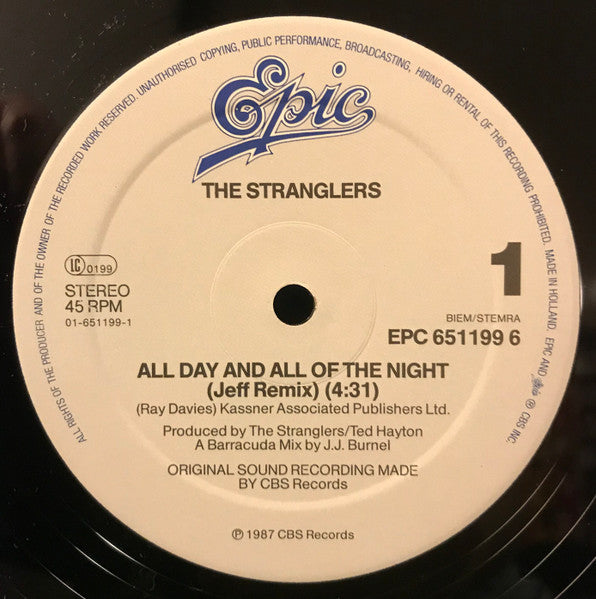 ALL RIGHTS OF THE PRODUCER AND OF THE OWNER OF THE RECORDED WORK RESERVED. UNAUTHORISED COPYING, PUBLIC PERFORMANCE, BROADCASTING, HIRING OR RENTAL OF THIS RECORDING PROHIBITED. MADE IN HOLLAND. EPIC AND Epic ℗ CBS INC.
Epic
THE STRANGLERS
LC 0199
STEREO
45 RPM
01-651199-1
1
BIEM/STEMRA
EPC 651199 6
ALL DAY AND ALL OF THE NIGHT
(Jeff Remix) (4:31)
(Ray Davies) Kassner Associated Publishers Ltd.
Produced by The Stranglers/Ted Hayton
A Barracuda Mix by J.J. Burnel
ORIGINAL SOUND RECORDING MADE
BY CBS Records
℗ 1987 CBS Records